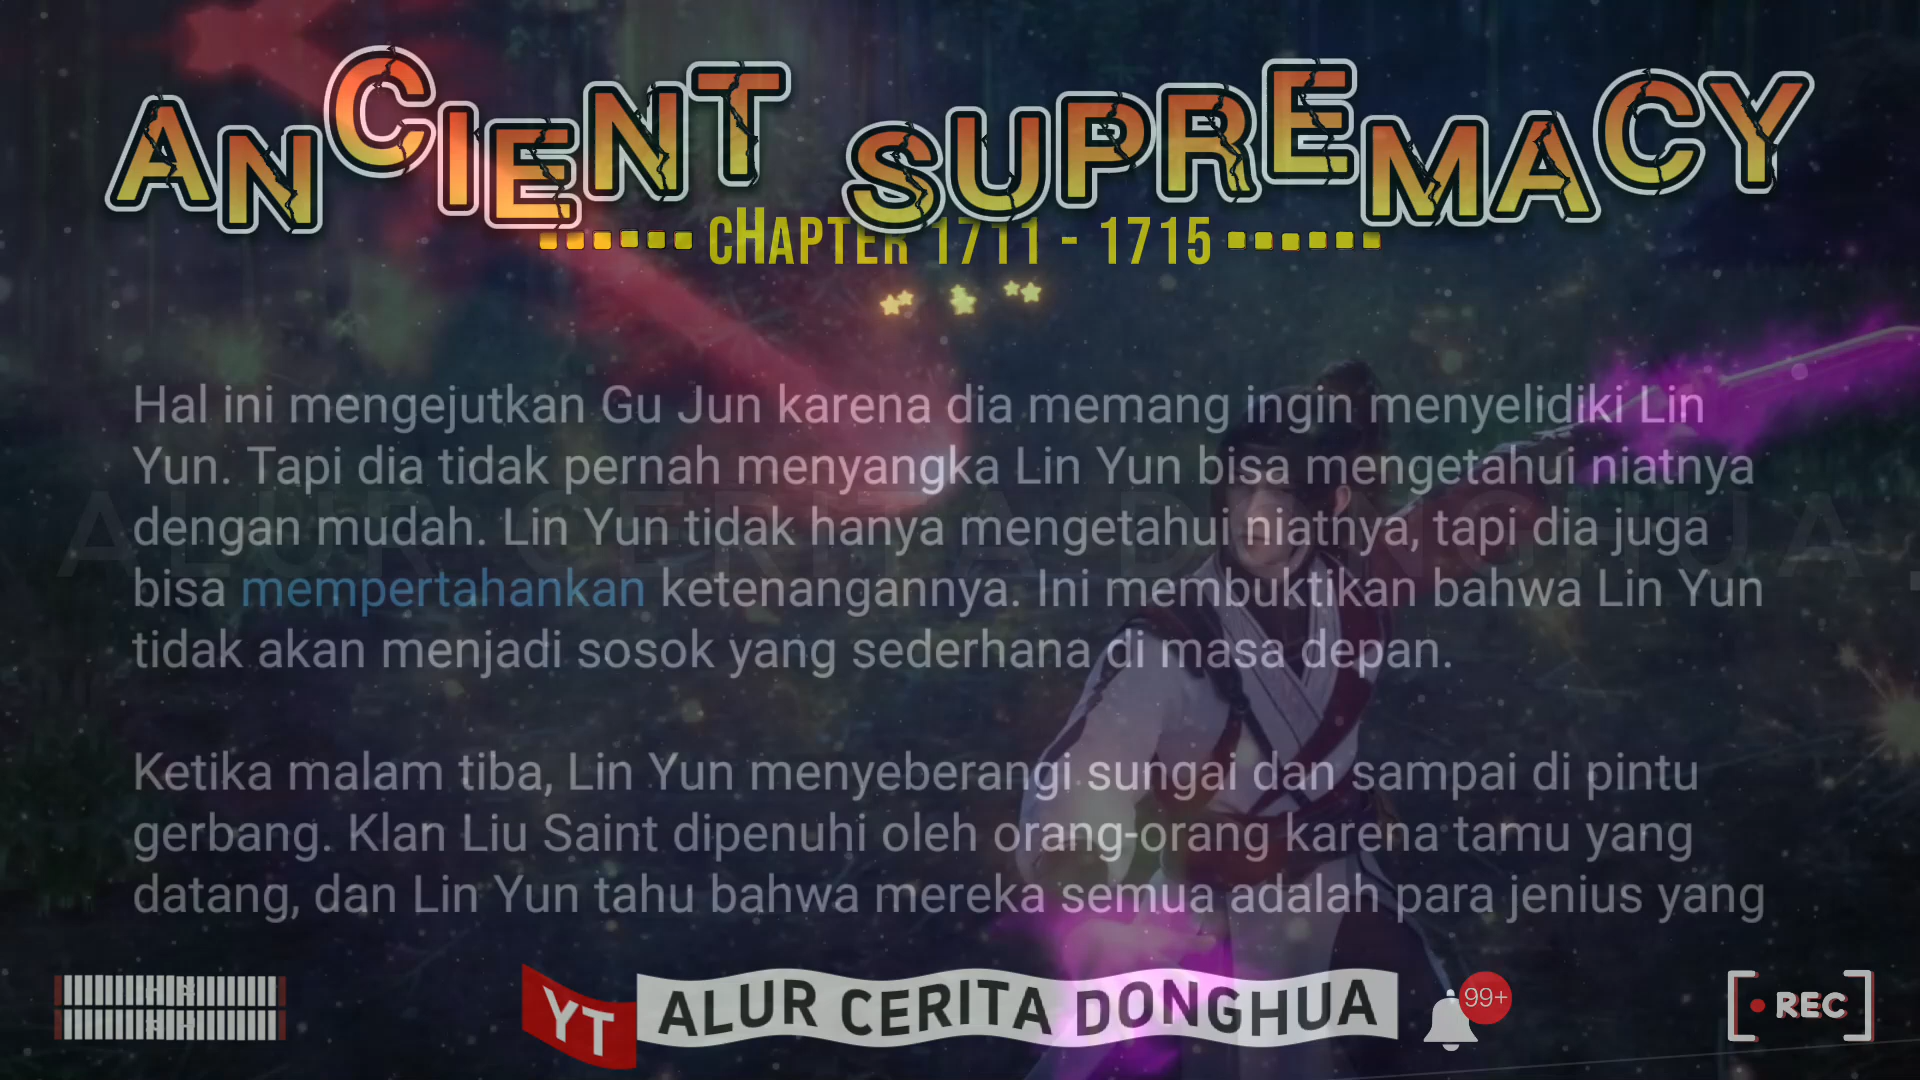 ANCIENT SUPREMACY
CHAPTER 1711 - 1715
Hal ini mengejutkan Gu Jun karena dia memang ingin menyelidiki Lin
Yun. Tapi dia tidak pernah menyangka Lin Yun bisa mengetahui niatnya
dengan mudah. Lin Yun tidak hanya mengetahui niatnya, tapi dia juga
ALUR CERITA DONGHUA
bisa mempertahankan ketenangannya. Ini membuktikan bahwa Lin Yun
tidak akan menjadi sosok yang sederhana di masa depan.
Ketika malam tiba, Lin Yun menyeberangi sungai dan sampai di pintu
gerbang. Klan Liu Saint dipenuhi oleh orang-orang karena tamu yang
datang, dan Lin Yun tahu bahwa mereka semua adalah para jenius yang
YT ALUR CERITA DONGHUA 99+
REC